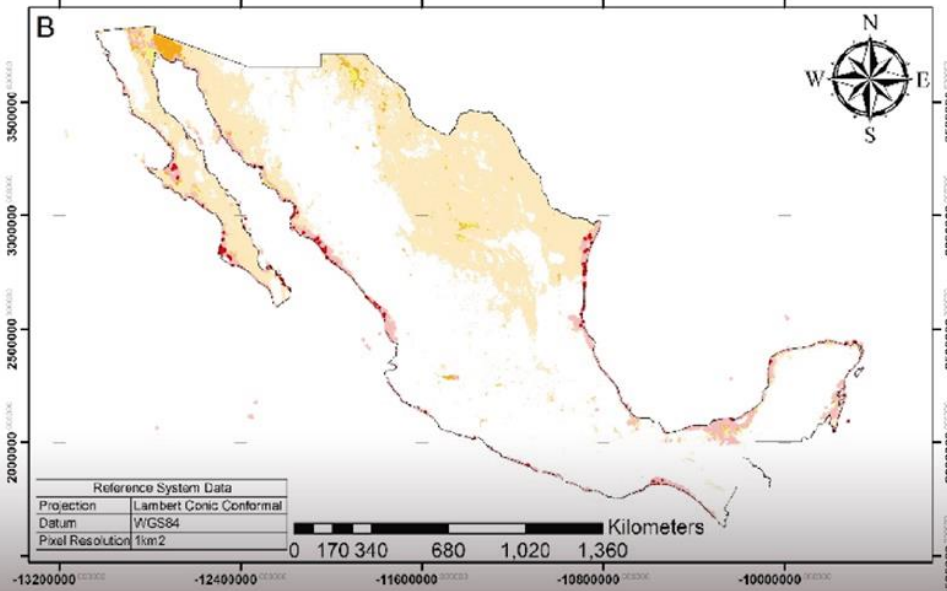 B
N
W E
S
3500000
3000000
2500000
2000000
Reference System Data
Projection Lambert Conic Conformal
Datum WGS84
Pixel Resolution 1km2
Kilometers
0 170 340 680 1,020 1,360
-13200000 -12400000 -11600000 -10800000 -10000000